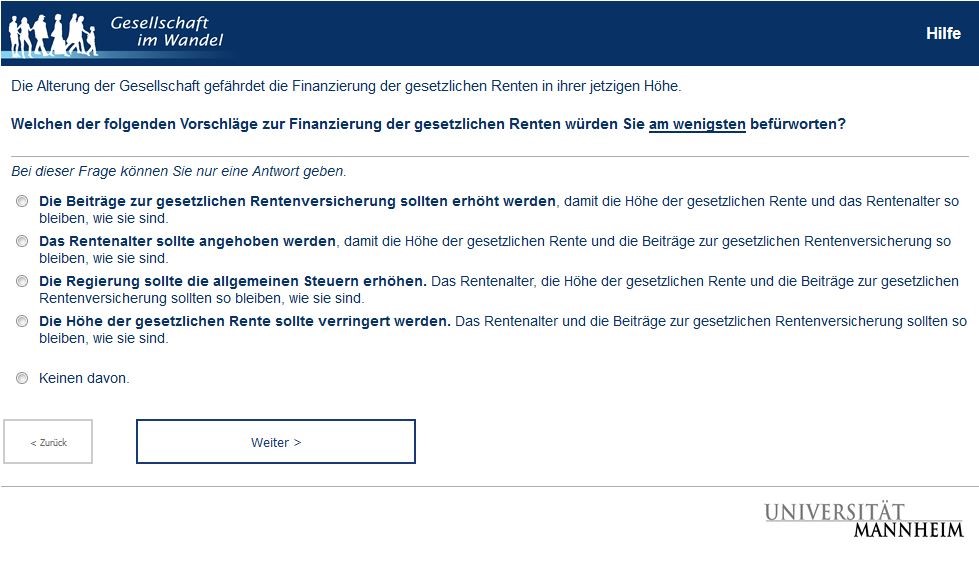 Gesellschaft
im Wandel
Hilfe
Die Alterung der Gesellschaft gefährdet die Finanzierung der gesetzlichen Renten in ihrer jetzigen Höhe.
Welchen der folgenden Vorschläge zur Finanzierung der gesetzlichen Renten würden Sie am wenigsten befürworten?
Bei dieser Frage können Sie nur eine Antwort geben.
Die Beiträge zur gesetzlichen Rentenversicherung sollten erhöht werden, damit die Höhe der gesetzlichen Rente und das Rentenalter so
bleiben, wie sie sind.
Das Rentenalter sollte angehoben werden, damit die Höhe der gesetzlichen Rente und die Beiträge zur gesetzlichen Rentenversicherung so
bleiben, wie sie sind.
Die Regierung sollte die allgemeinen Steuern erhöhen. Das Rentenalter, die Höhe der gesetzlichen Rente und die Beiträge zur gesetzlichen
Rentenversicherung sollten so bleiben, wie sie sind.
Die Höhe der gesetzlichen Rente sollte verringert werden. Das Rentenalter und die Beiträge zur gesetzlichen Rentenversicherung sollten so
bleiben, wie sie sind.
Keinen davon.
< Zurück
Weiter >
UNIVERSITÄT
MANNHEIM